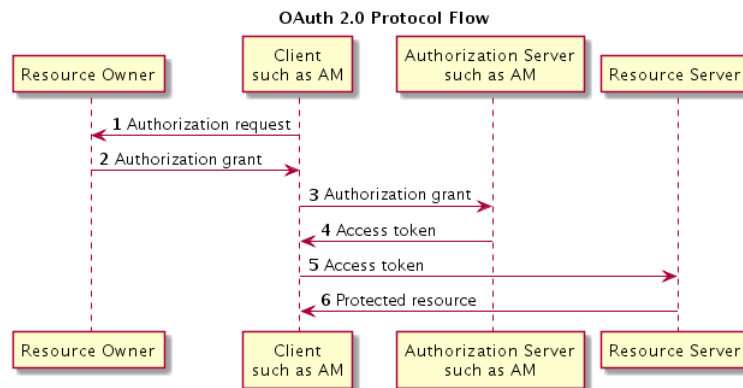 OAuth 2.0 Protocol Flow
Resource Owner
Client
such as AM
Authorization Server
such as AM
Resource Server
1 Authorization request
2 Authorization grant
3 Authorization grant
4 Access token
5 Access token
6 Protected resource
Resource Owner
Client
such as AM
Authorization Server
such as AM
Resource Server